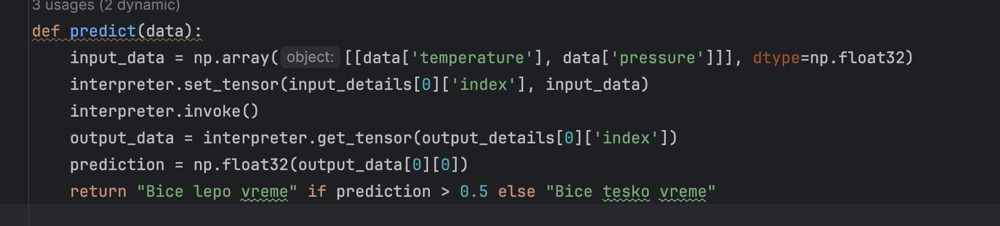 3 usages (2 dynamic)
def predict(data):
input_data = np.array( object: [[data['temperature'], data['pressure']]], dtype=np.float32)
interpreter.set_tensor(input_details[0]['index'], input_data)
interpreter.invoke()
output_data = interpreter.get_tensor(output_details[0]['index'])
prediction = np.float32(output_data[0][0])
return "Bice lepo vreme" if prediction > 0.5 else "Bice tesko vreme"